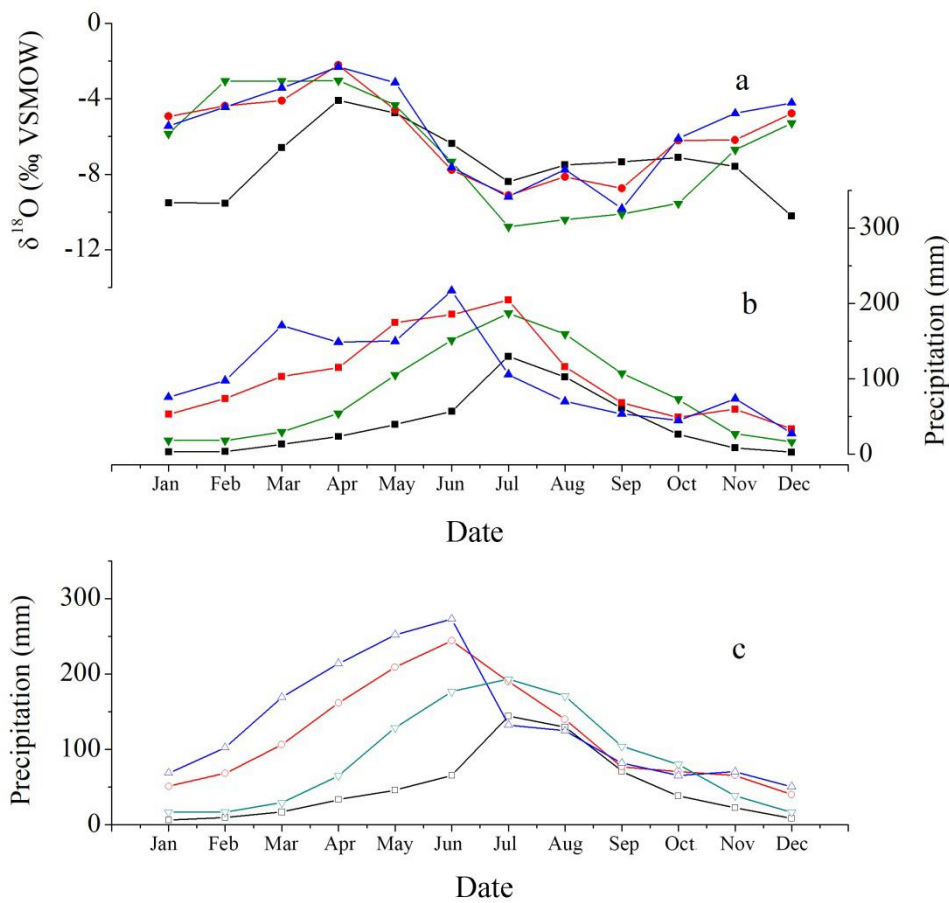 0
-4
-8
-12
δ18O (‰ VSMOW)
a
300
200
100
0
Precipitation (mm)
b
Jan Feb Mar Apr May Jun Jul Aug Sep Oct Nov Dec
Date
300
200
100
0
Precipitation (mm)
c
Jan Feb Mar Apr May Jun Jul Aug Sep Oct Nov Dec
Date